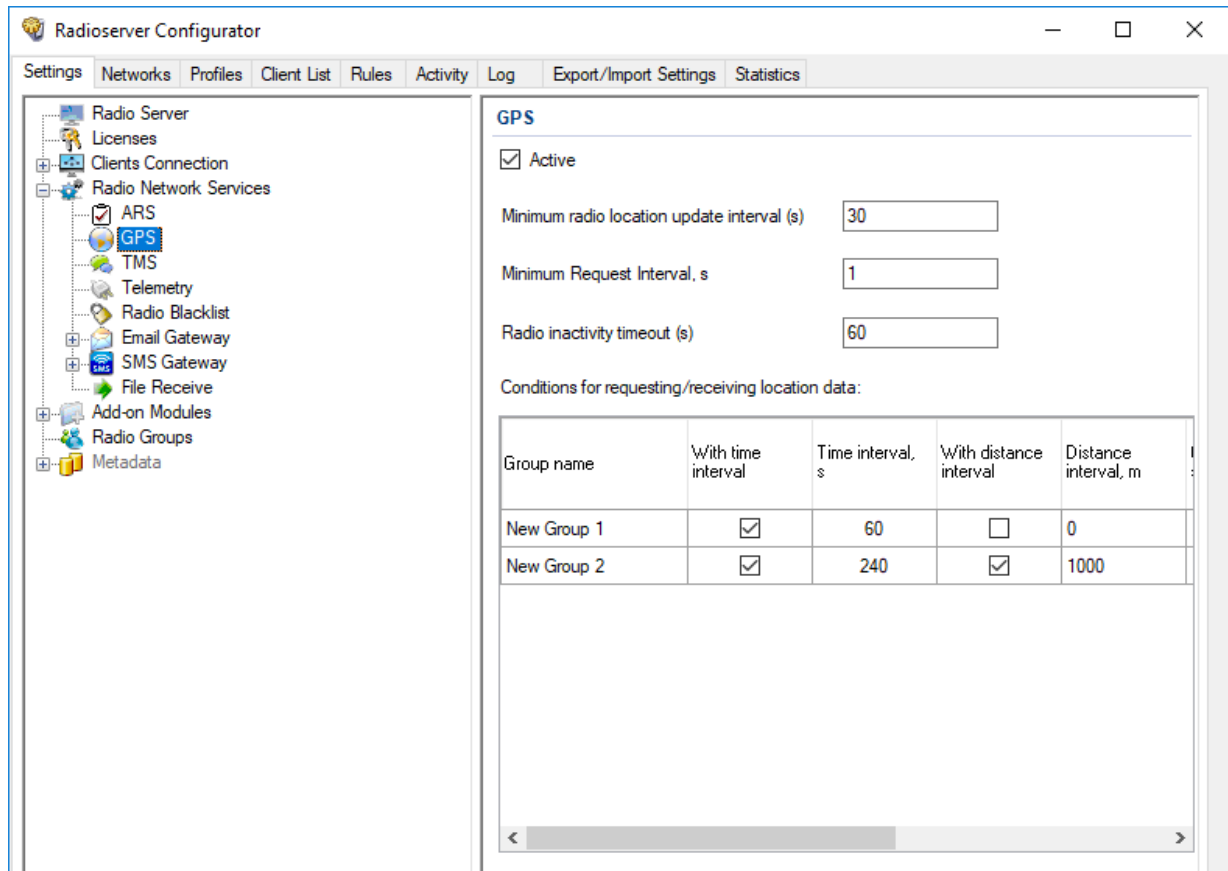 Radioserver Configurator
Settings Networks Profiles Client List Rules Activity Log Export/Import Settings Statistics
Radio Server
Licenses
Clients Connection
Radio Network Services
ARS
GPS
TMS
Telemetry
Radio Blacklist
Email Gateway
SMS
SMS Gateway
File Receive
Add-on Modules
Radio Groups
Metadata
GPS
Active
Minimum radio location update interval (s) 30
Minimum Request Interval, s 1
Radio inactivity timeout (s) 60
Conditions for requesting/receiving location data:
Group name With time interval Time interval, s With distance interval Distance interval, m
New Group 1 60 0
New Group 2 240 1000